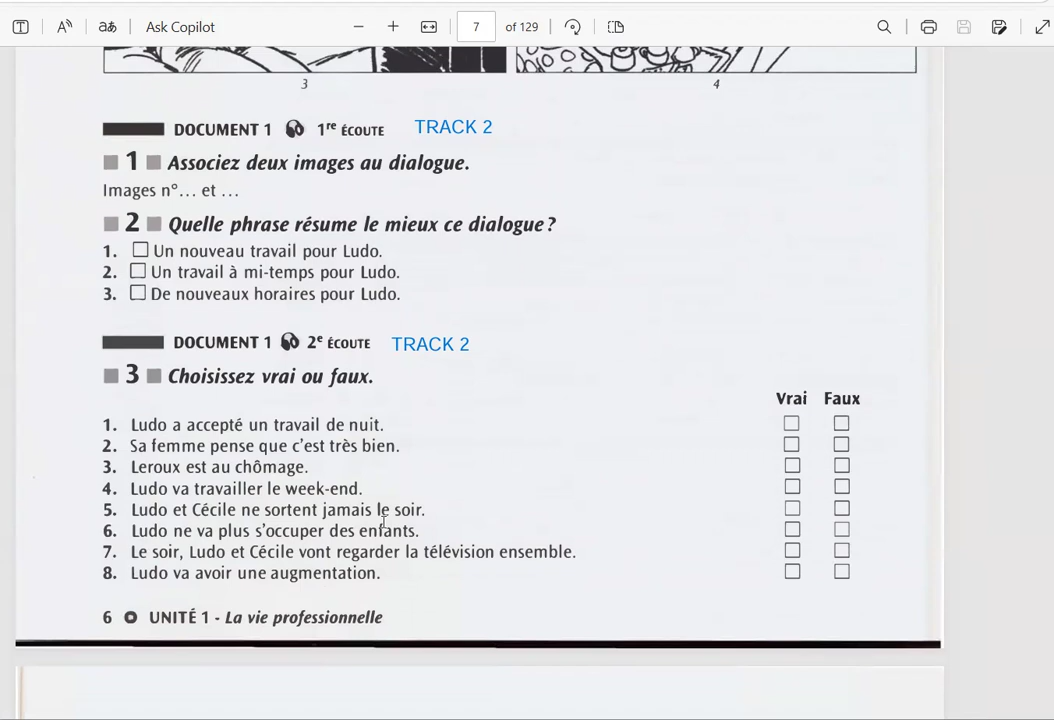 Ask Copilot
7 of 129
3
4
DOCUMENT 1 1re ÉCOUTE TRACK 2
1 Associez deux images au dialogue.
Images n°... et ...
2 Quelle phrase résume le mieux ce dialogue ?
1. Un nouveau travail pour Ludo.
2. Un travail à mi-temps pour Ludo.
3. De nouveaux horaires pour Ludo.
DOCUMENT 1 2e ÉCOUTE TRACK 2
3 Choisissez vrai ou faux.
Vrai Faux
1. Ludo a accepté un travail de nuit.
2. Sa femme pense que c'est très bien.
3. Leroux est au chômage.
4. Ludo va travailler le week-end.
5. Ludo et Cécile ne sortent jamais le soir.
6. Ludo ne va plus s'occuper des enfants.
7. Le soir, Ludo et Cécile vont regarder la télévision ensemble.
8. Ludo va avoir une augmentation.
6 UNITÉ 1 - La vie professionnelle